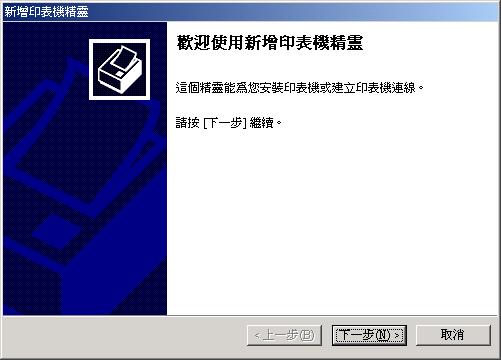 新增印表機精靈
歡迎使用新增印表機精靈
這個精靈能為您安裝印表機或建立印表機連線。
請按 [下一步] 繼續。
< 上一步(B)
下一步(N) >
取消